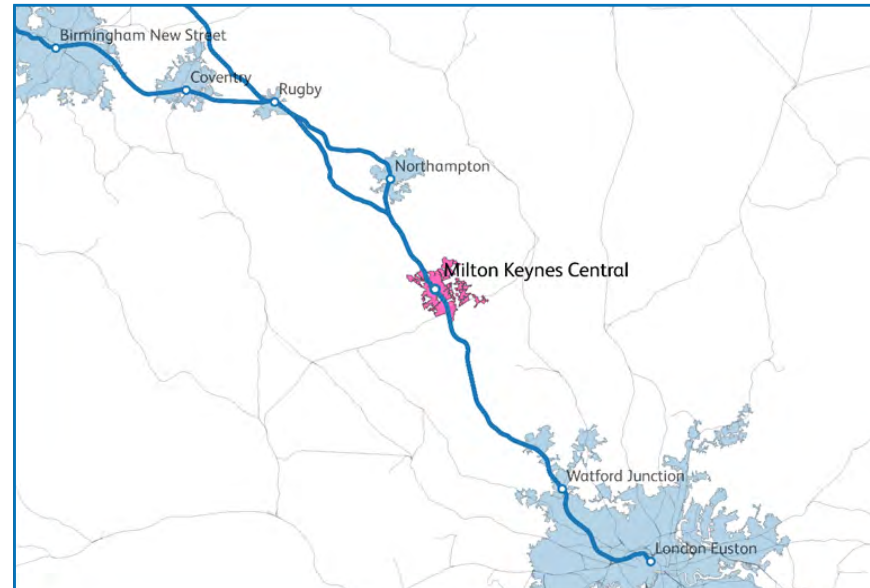 Birmingham New Street
Coventry
Rugby
Northampton
Milton Keynes Central
Watford Junction
London Euston